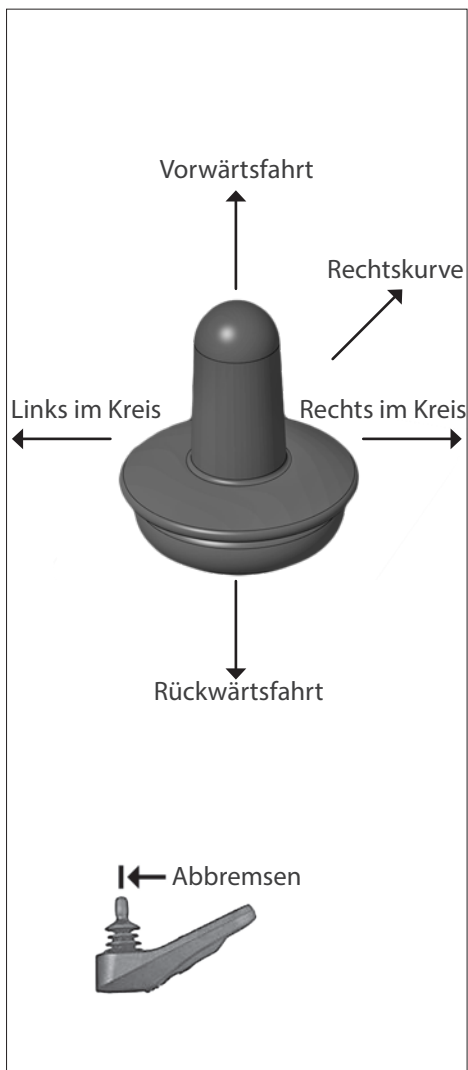 Vorwärtsfahrt
Rechtskurve
Links im Kreis
Rechts im Kreis
Rückwärtsfahrt
Abbremsen